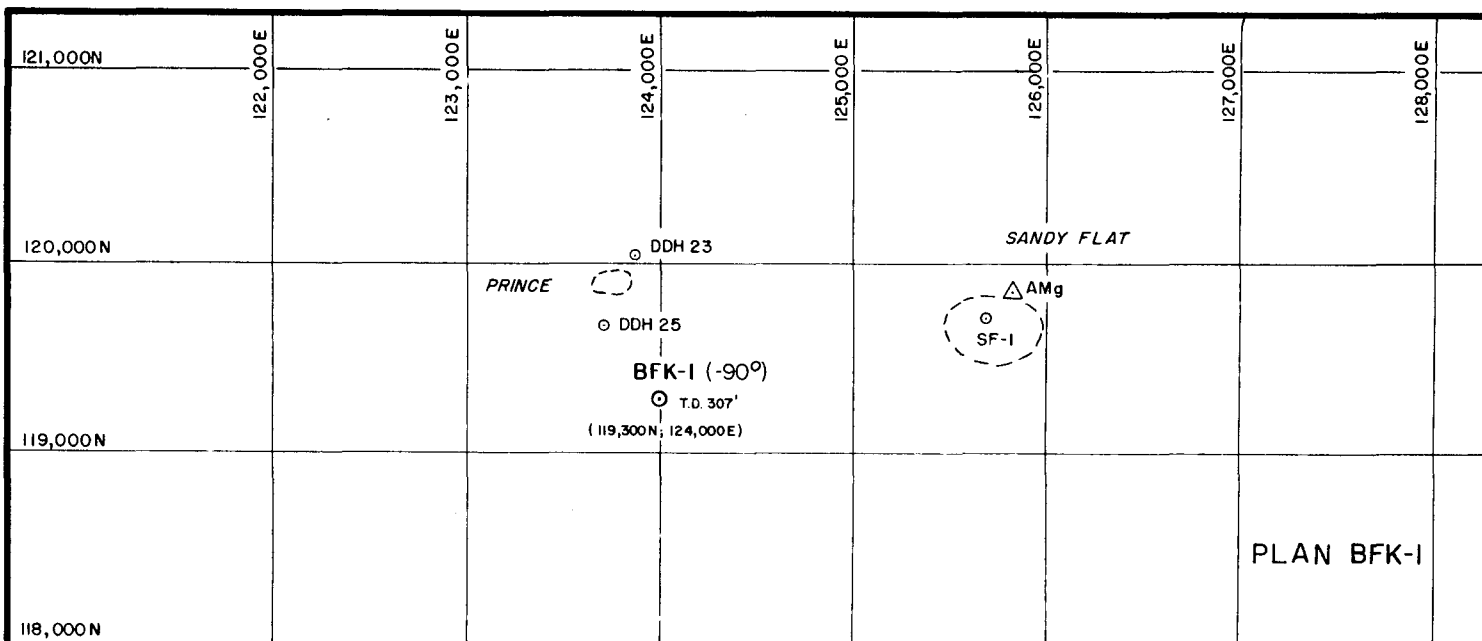 122,000E
123,000E
124,000E
125,000E
126,000E
127,000E
128,000E
121,000N
120,000N
DDH 23
SANDY FLAT
PRINCE
AMg
DDH 25
SF-1
BFK-1 (-90°)
T.D. 307'
(119,300N; 124,000E)
119,000N
PLAN BFK-1
118,000N